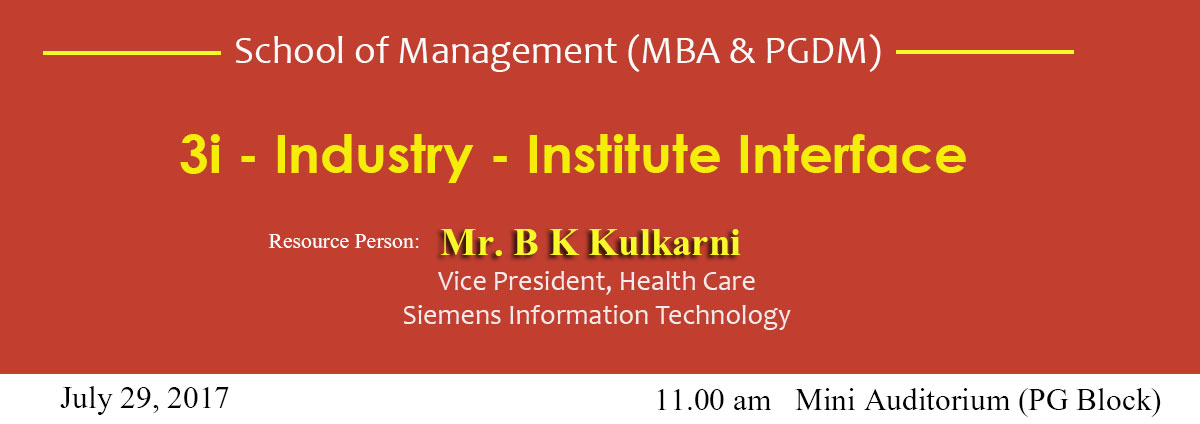 School of Management (MBA & PGDM)
3i - Industry - Institute Interface
Resource Person: Mr. B K Kulkarni
Vice President, Health Care
Siemens Information Technology
July 29, 2017 11.00 am Mini Auditorium (PG Block)